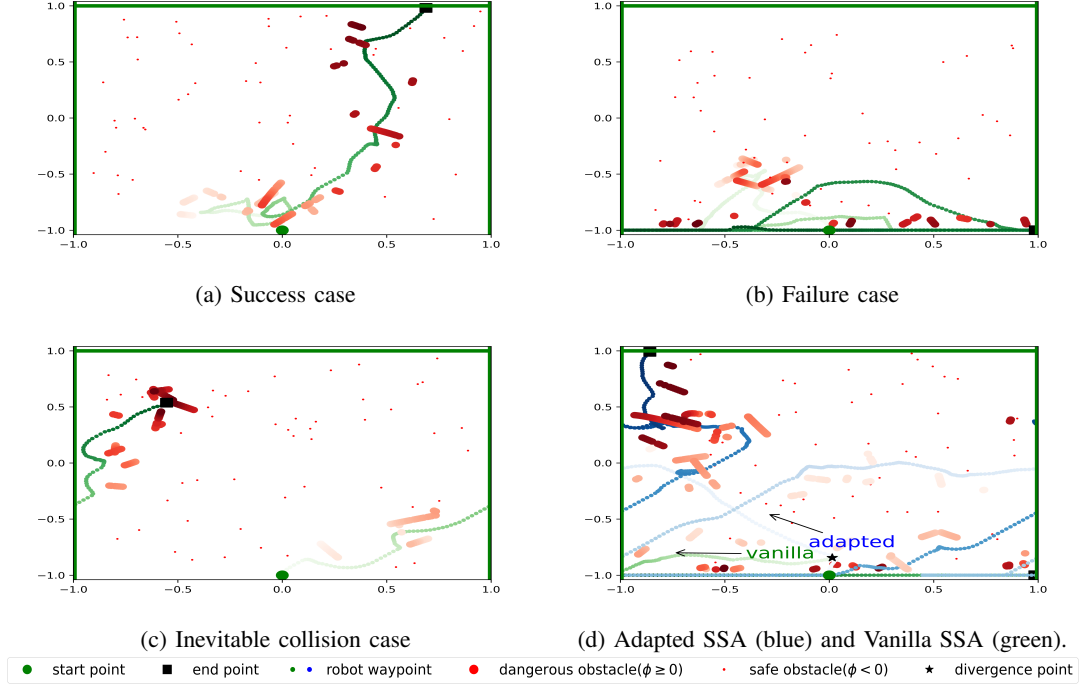 1.0
0.5
0.0
−0.5
−1.0
−1.0 −0.5 0.0 0.5 1.0
(a) Success case
1.0
0.5
0.0
−0.5
−1.0
−1.0 −0.5 0.0 0.5 1.0
(b) Failure case
1.0
0.5
0.0
−0.5
−1.0
−1.0 −0.5 0.0 0.5 1.0
(c) Inevitable collision case
1.0
0.5
0.0
−0.5
−1.0
adapted
vanilla
−1.0 −0.5 0.0 0.5 1.0
(d) Adapted SSA (blue) and Vanilla SSA (green).
start point end point robot waypoint dangerous obstacle(ϕ ≥ 0) safe obstacle(ϕ < 0) divergence point